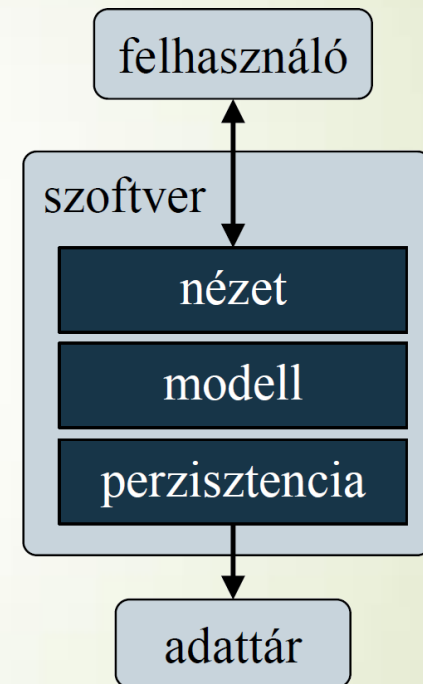 felhasználó
szoftver
nézet
modell
perzisztencia
adattár